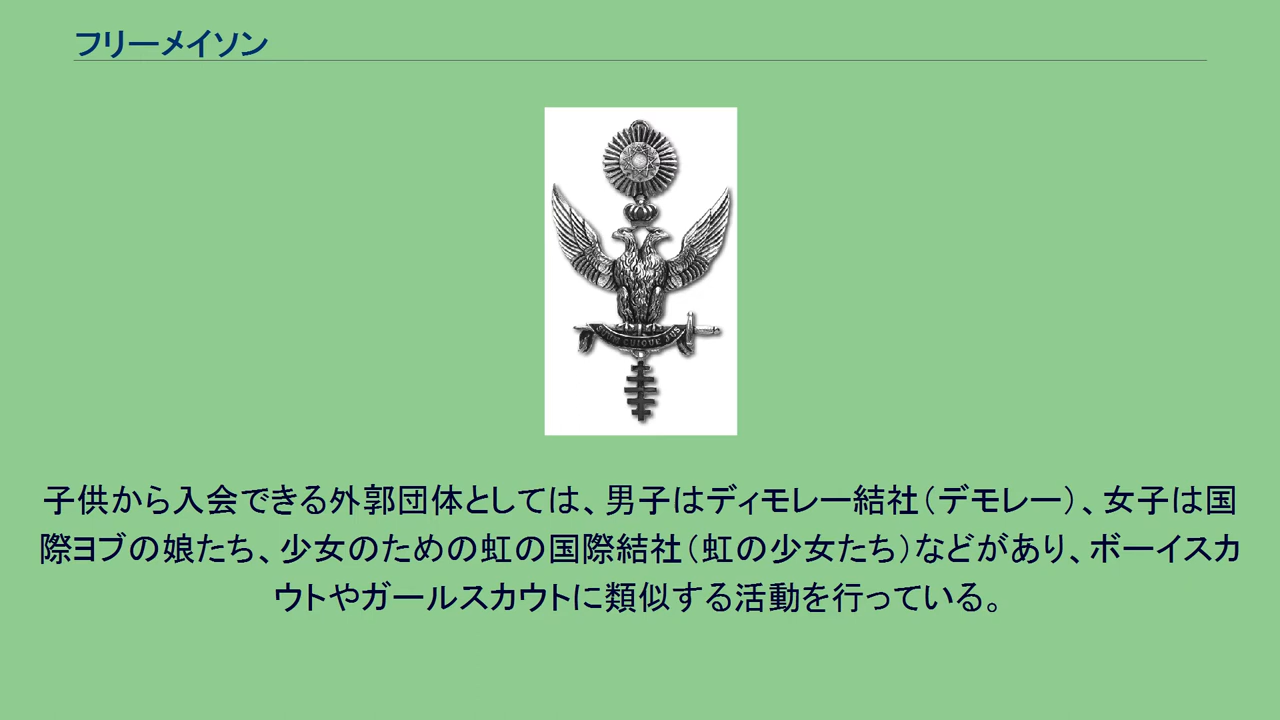 フリーメイソン
SUUM CUIQUE JUS
子供から入会できる外郭団体としては、男子はディモレー結社（デモレー）、女子は国
際ヨブの娘たち、少女のための虹の国際結社（虹の少女たち）などがあり、ボーイスカ
ウトやガールスカウトに類似する活動を行っている。